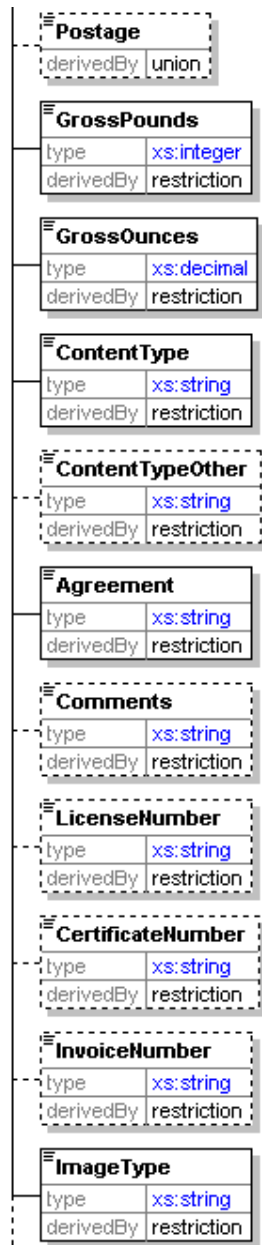 Postage
derivedBy union
GrossPounds
type xs:integer
derivedBy restriction
GrossOunces
type xs:decimal
derivedBy restriction
ContentType
type xs:string
derivedBy restriction
ContentTypeOther
type xs:string
derivedBy restriction
Agreement
type xs:string
derivedBy restriction
Comments
type xs:string
derivedBy restriction
LicenseNumber
type xs:string
derivedBy restriction
CertificateNumber
type xs:string
derivedBy restriction
InvoiceNumber
type xs:string
derivedBy restriction
ImageType
type xs:string
derivedBy restriction